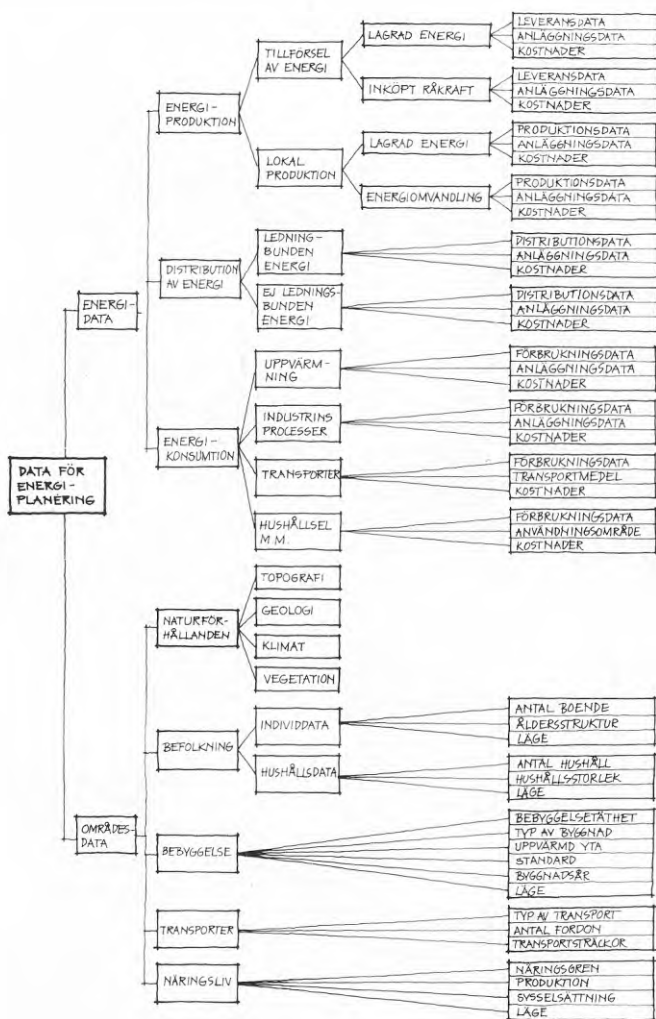 DATA FÖR
ENERGI-
PLANERING
ENERGI-
DATA
ENERGI-
PRODUKTION
TILLFÖRSEL
AV ENERGI
LAGRAD ENERGI
LEVERANSDATA
ANLÄGGNINGSDATA
KOSTNADER
INKÖPT RÅKRAFT
LEVERANSDATA
ANLÄGGNINGSDATA
KOSTNADER
LOKAL
PRODUKTION
LAGRAD ENERGI
PRODUKTIONSDATA
ANLÄGGNINGSDATA
KOSTNADER
ENERGIOMVANDLING
PRODUKTIONSDATA
ANLÄGGNINGSDATA
KOSTNADER
DISTRIBUTION
AV ENERGI
LEDNING-
BUNDEN
ENERGI
DISTRIBUTIONSDATA
ANLÄGGNINGSDATA
KOSTNADER
EJ LEDNINGS-
BUNDEN
ENERGI
DISTRIBUTIONSDATA
ANLÄGGNINGSDATA
KOSTNADER
ENERGI-
KONSUMTION
UPPVÄRM-
NING
FÖRBRUKNINGSDATA
ANLÄGGNINGSDATA
KOSTNADER
INDUSTRINS
PROCESSER
FÖRBRUKNINGSDATA
ANLÄGGNINGSDATA
KOSTNADER
TRANSPORTER
FÖRBRUKNINGSDATA
TRANSPORTMEDEL
KOSTNADER
HUSHÅLLSEL
M.M.
FÖRBRUKNINGSDATA
ANVÄNDNINGSOMRÅDE
KOSTNADER
OMRÅDES-
DATA
NATURFÖR-
HÅLLANDEN
TOPOGRAFI
GEOLOGI
KLIMAT
VEGETATION
BEFOLKNING
INDIVIDDATA
ANTAL BOENDE
ÅLDERSSTRUKTUR
LÄGE
HUSHÅLLSDATA
ANTAL HUSHÅLL
HUSHÅLLSSTORLEK
LÄGE
BEBYGGELSE
BEBYGGELSETÄTHET
TYP AV BYGGNAD
UPPVÄRMD YTA
STANDARD
BYGGNADSÅR
LÄGE
TRANSPORTER
TYP AV TRANSPORT
ANTAL FORDON
TRANSPORTSTRÄCKOR
NÄRINGSLIV
NÄRINGSGREN
PRODUKTION
SYSSELSÄTTNING
LÄGE